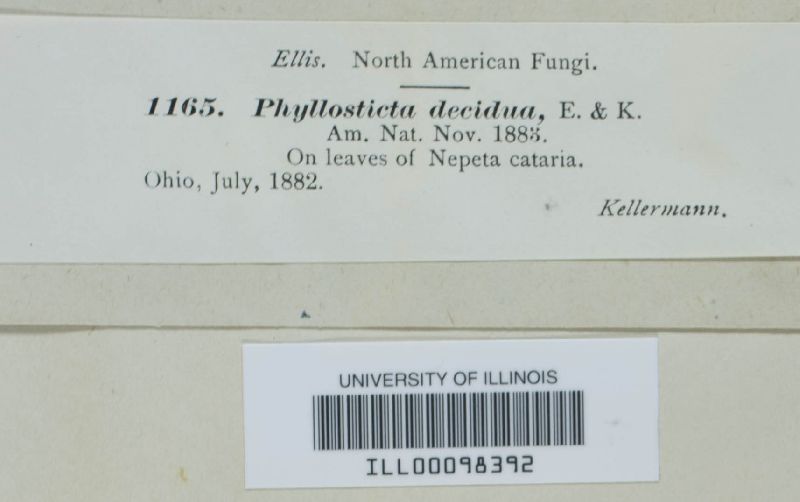 Ellis. North American Fungi.
1165. Phyllosticta decidua, E. & K.
Am. Nat. Nov. 1883.
On leaves of Nepeta cataria.
Ohio, July, 1882.
Kellermann.
UNIVERSITY OF ILLINOIS
ILL00098392